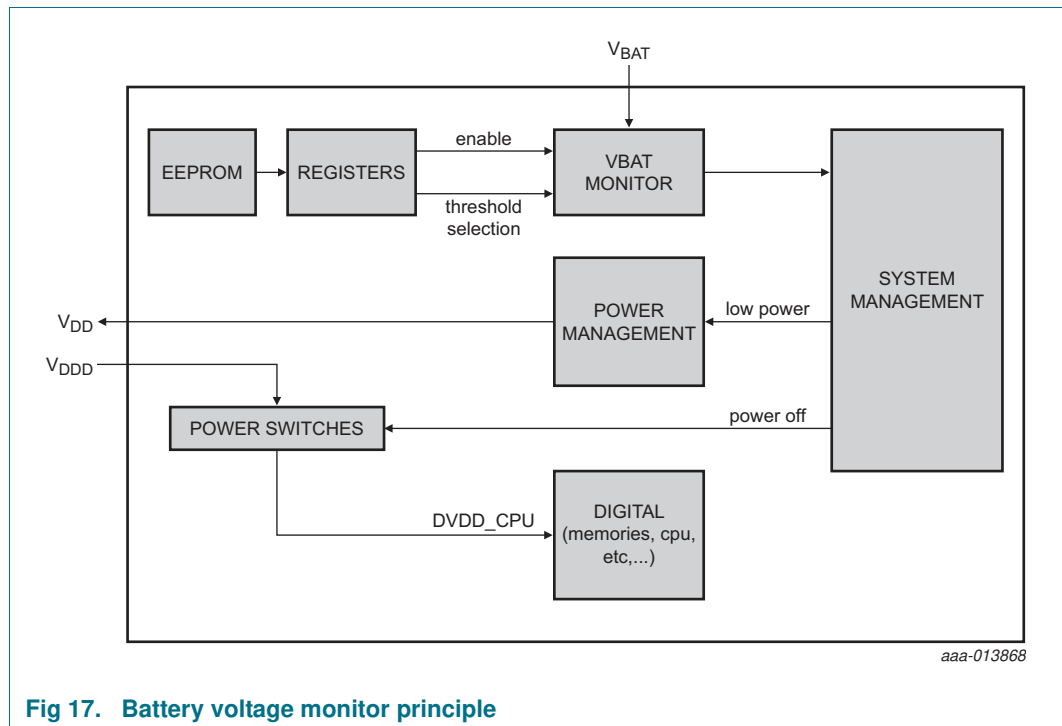 VBAT
EEPROM
REGISTERS
enable
threshold
selection
VBAT
MONITOR
SYSTEM
MANAGEMENT
POWER
MANAGEMENT
low power
VDD
VDDD
POWER SWITCHES
power off
DVDD_CPU
DIGITAL
(memories, cpu,
etc,...)
aaa-013868
Fig 17. Battery voltage monitor principle